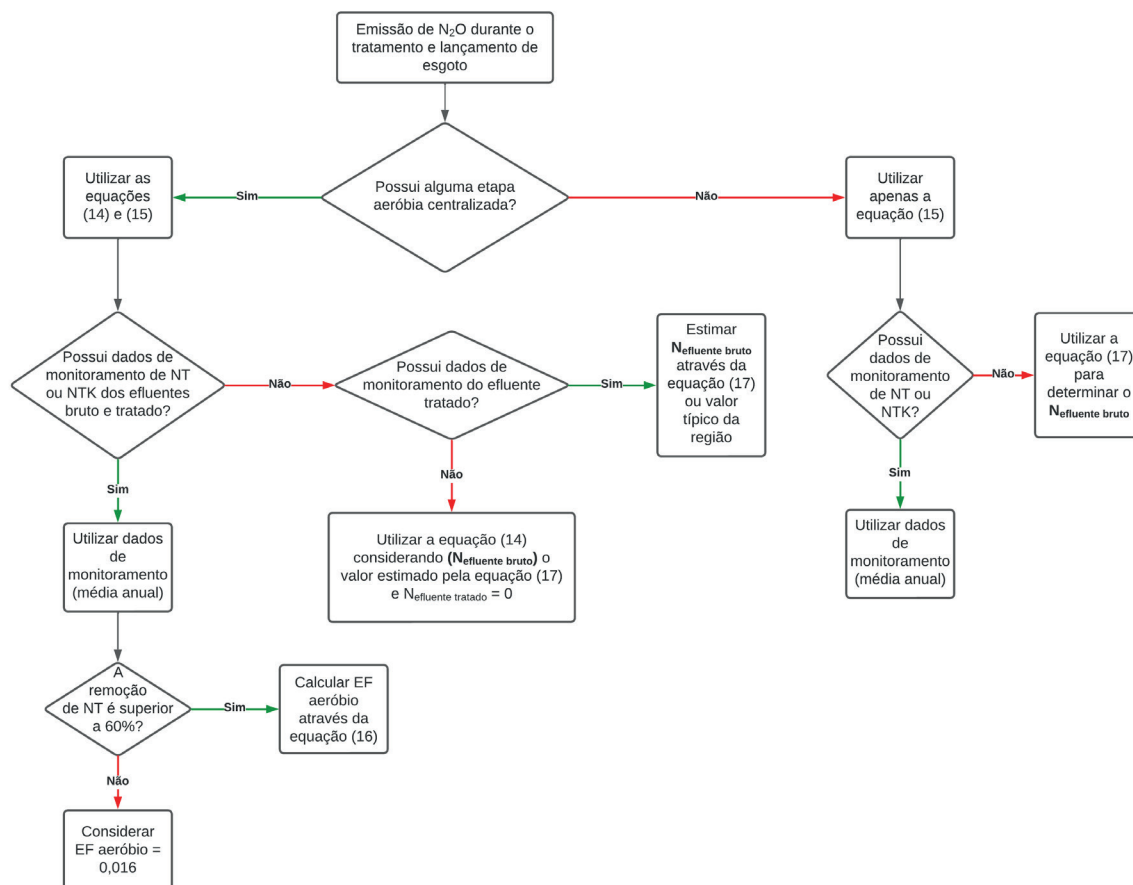 Emissão de N₂O durante o
tratamento e lançamento de
esgoto
Utilizar as
equações
(14) e (15)
Sim
Possui alguma etapa
aeróbia centralizada?
Não
Utilizar
apenas a
equação (15)
Possui dados de
monitoramento de NT
ou NTK dos efluentes
bruto e tratado?
Não
Possui dados de
monitoramento do efluente
tratado?
Sim
Estimar
Nefluente bruto
através da
equação (17)
ou valor
típico da
região
Possui
dados de
monitoramento
de NT ou
NTK?
Não
Utilizar a
equação (17)
para
determinar o
Nefluente bruto
Sim
Não
Sim
Utilizar dados
de
monitoramento
(média anual)
Utilizar a equação (14)
considerando (Nefluente bruto) o
valor estimado pela equação (17)
e Nefluente tratado = 0
Utilizar dados
de
monitoramento
(média anual)
A
remoção
de NT é superior
a 60%?
Sim
Calcular EF
aeróbio
através da
equação (16)
Não
Considerar
EF aeróbio =
0,016